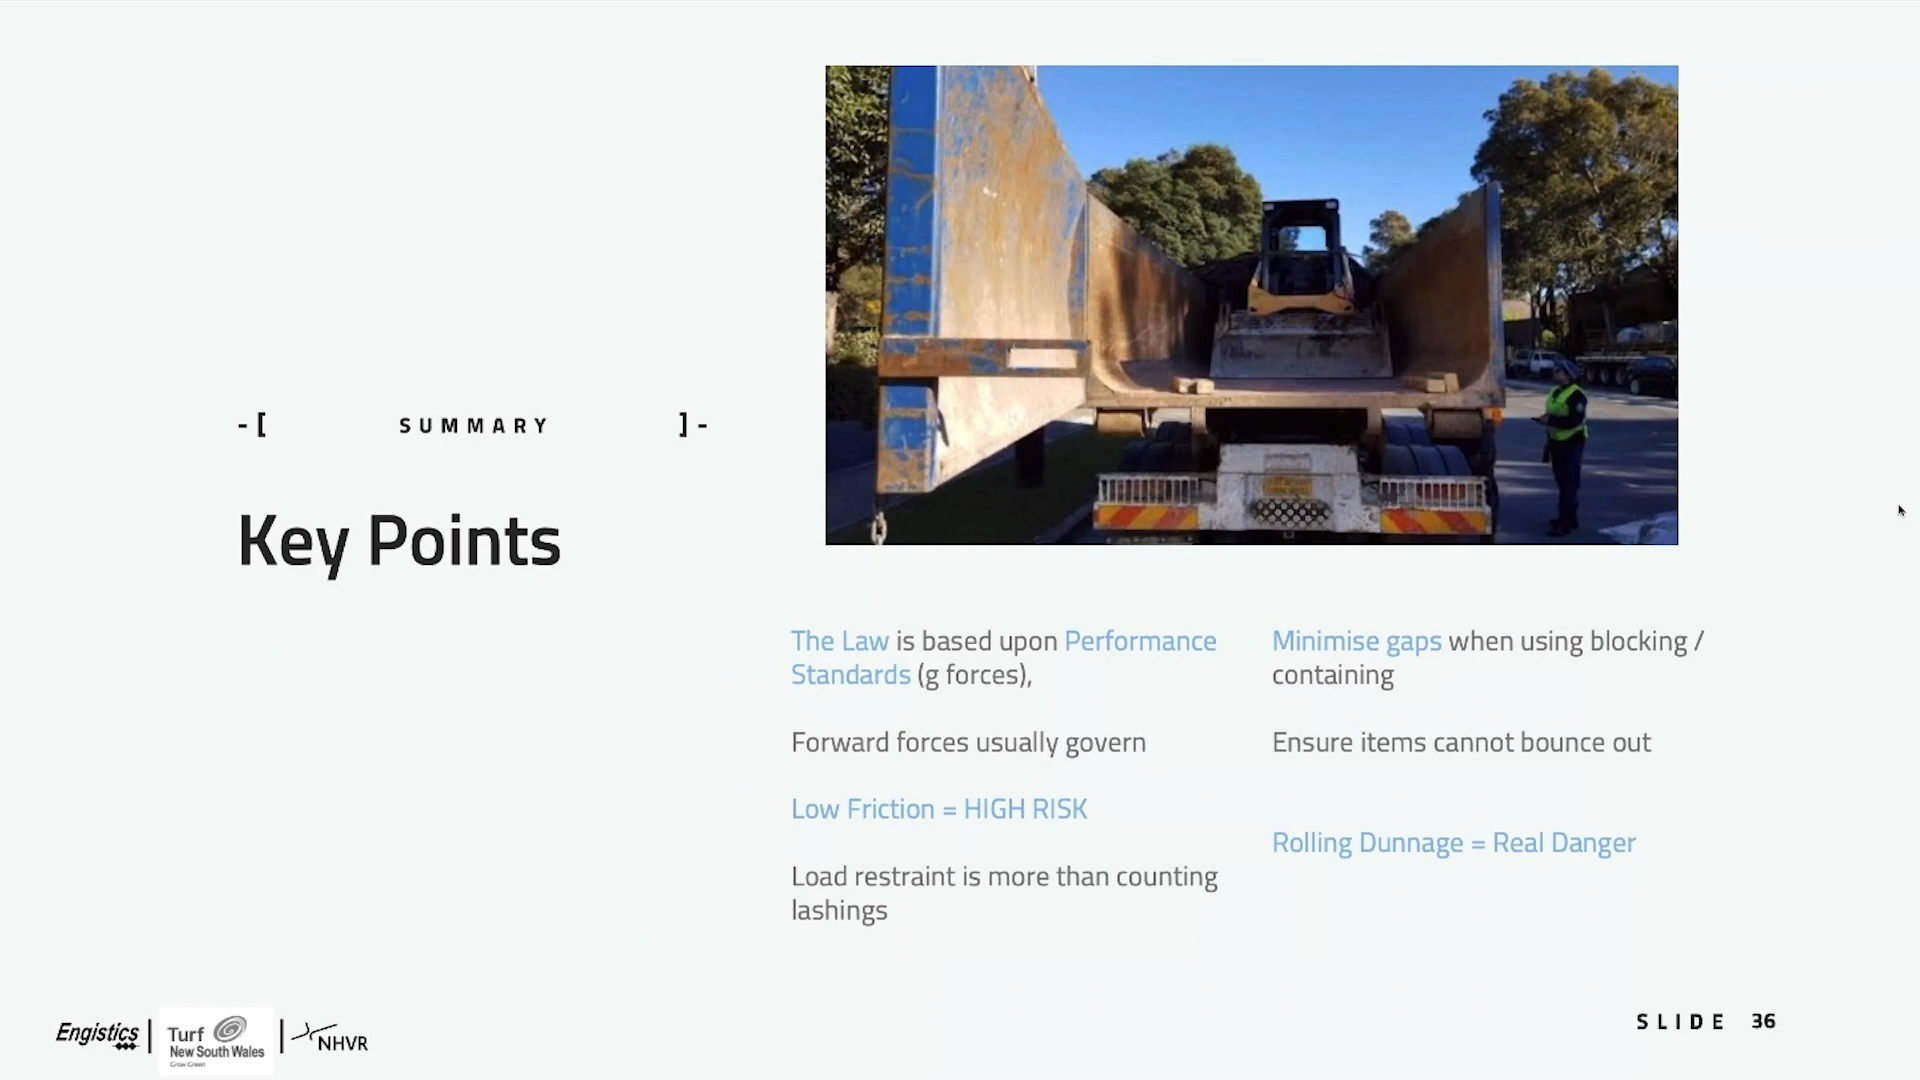 -[ SUMMARY ]-
Key Points
The Law is based upon Performance
Standards (g forces),
Forward forces usually govern
Low Friction = HIGH RISK
Load restraint is more than counting
lashings
Minimise gaps when using blocking /
containing
Ensure items cannot bounce out
Rolling Dunnage = Real Danger
Engistics
Turf
New South Wales
Grow Green
NHVR
SLIDE 36